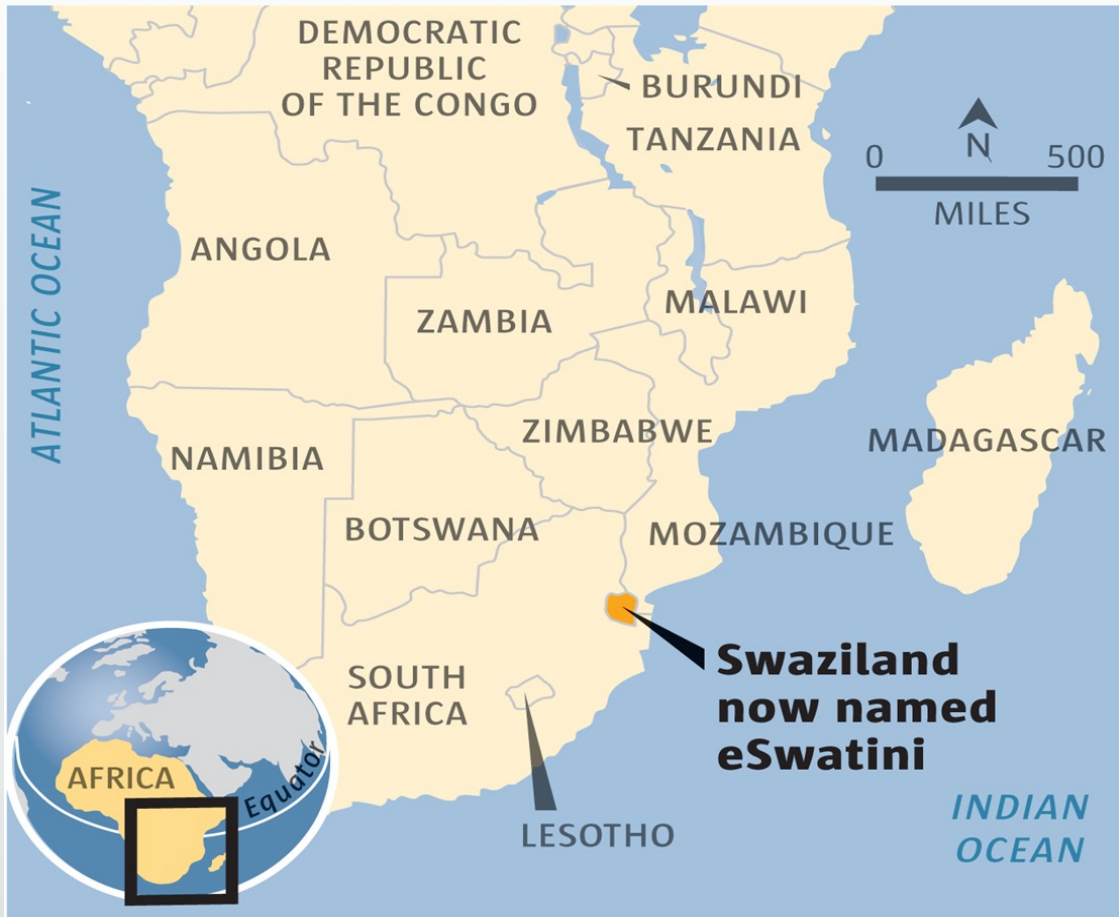 DEMOCRATIC
REPUBLIC
OF THE CONGO
BURUNDI
TANZANIA
N
0 500
MILES
ATLANTIC OCEAN
ANGOLA
ZAMBIA
MALAWI
NAMIBIA
ZIMBABWE
MADAGASCAR
BOTSWANA
MOZAMBIQUE
Swaziland
now named
eSwatini
SOUTH
AFRICA
LESOTHO
AFRICA
Equator
INDIAN
OCEAN